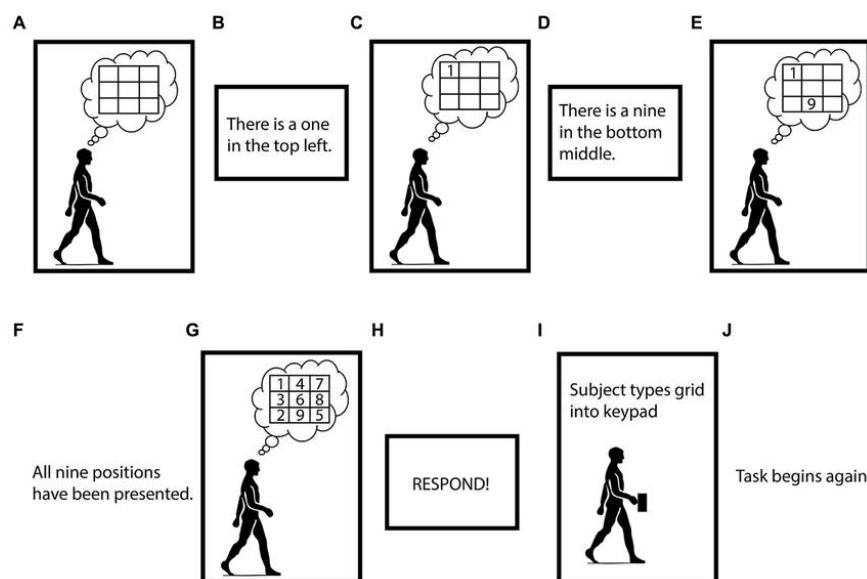 A
B
C
D
E
There is a one
in the top left.
1
There is a nine
in the bottom
middle.
1
9
F
G
H
I
J
All nine positions
have been presented.
1 4 7
3 6 8
2 9 5
RESPOND!
Subject types grid
into keypad
Task begins again